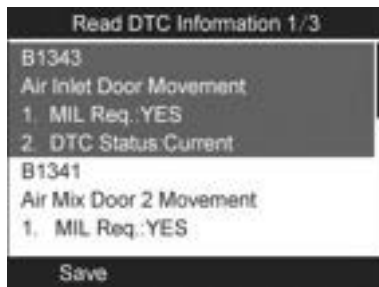 Read DTC Information 1/3
B1343
Air Inlet Door Movement
1. MIL Req.:YES
2. DTC Status:Current
B1341
Air Mix Door 2 Movement
1. MIL Req.:YES
Save